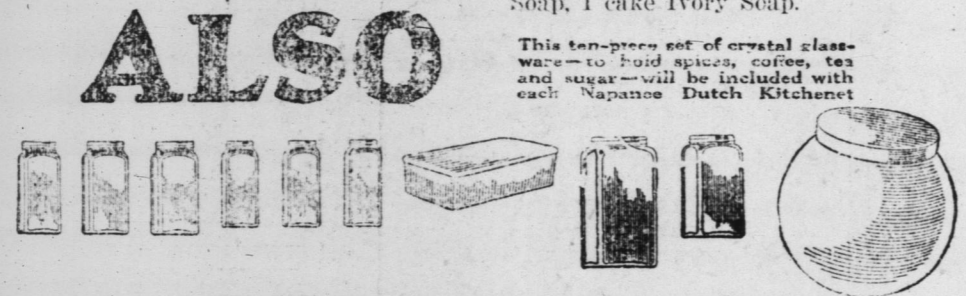 Soap, 1 cake Ivory Soap.
ALSO
This ten-piece set of crystal glass-
ware—to hold spices, coffee, tea
and sugar—will be included with
each Napanee Dutch Kitchenet